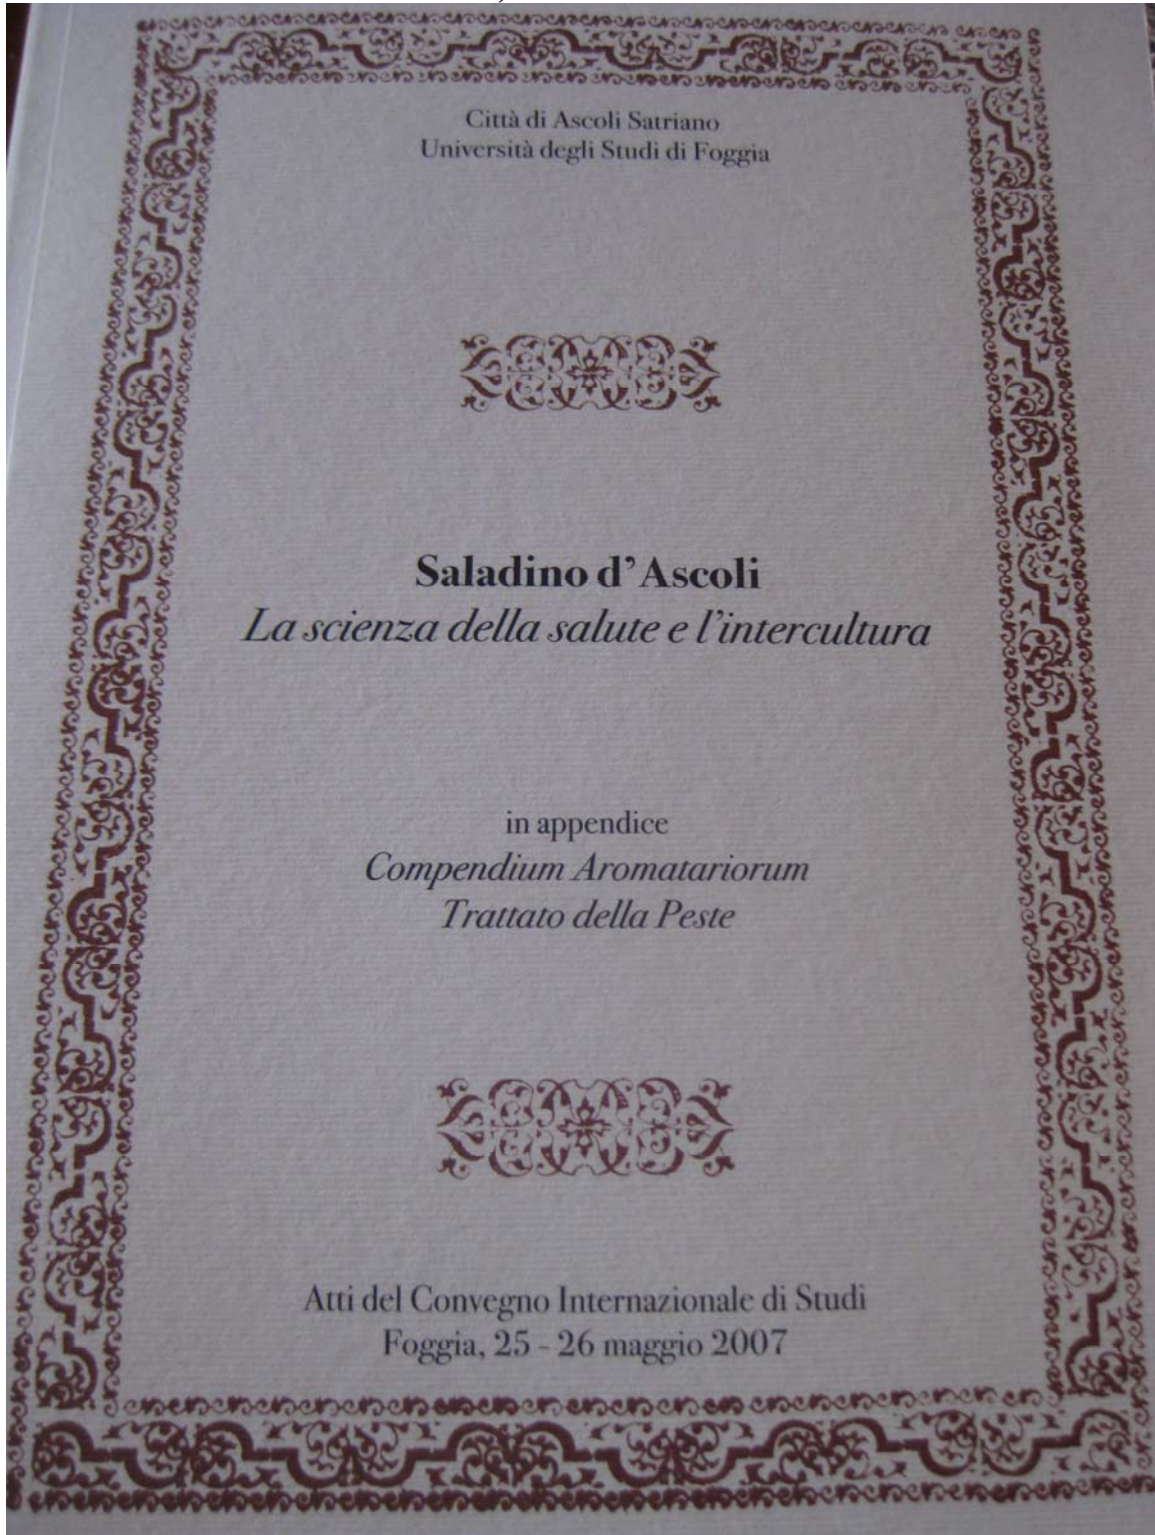 Città di Ascoli Satriano
Università degli Studi di Foggia
Saladino d’Ascoli
La scienza della salute e l’intercultura
in appendice
Compendium Aromatariorum
Trattato della Peste
Atti del Convegno Internazionale di Studi
Foggia, 25 - 26 maggio 2007